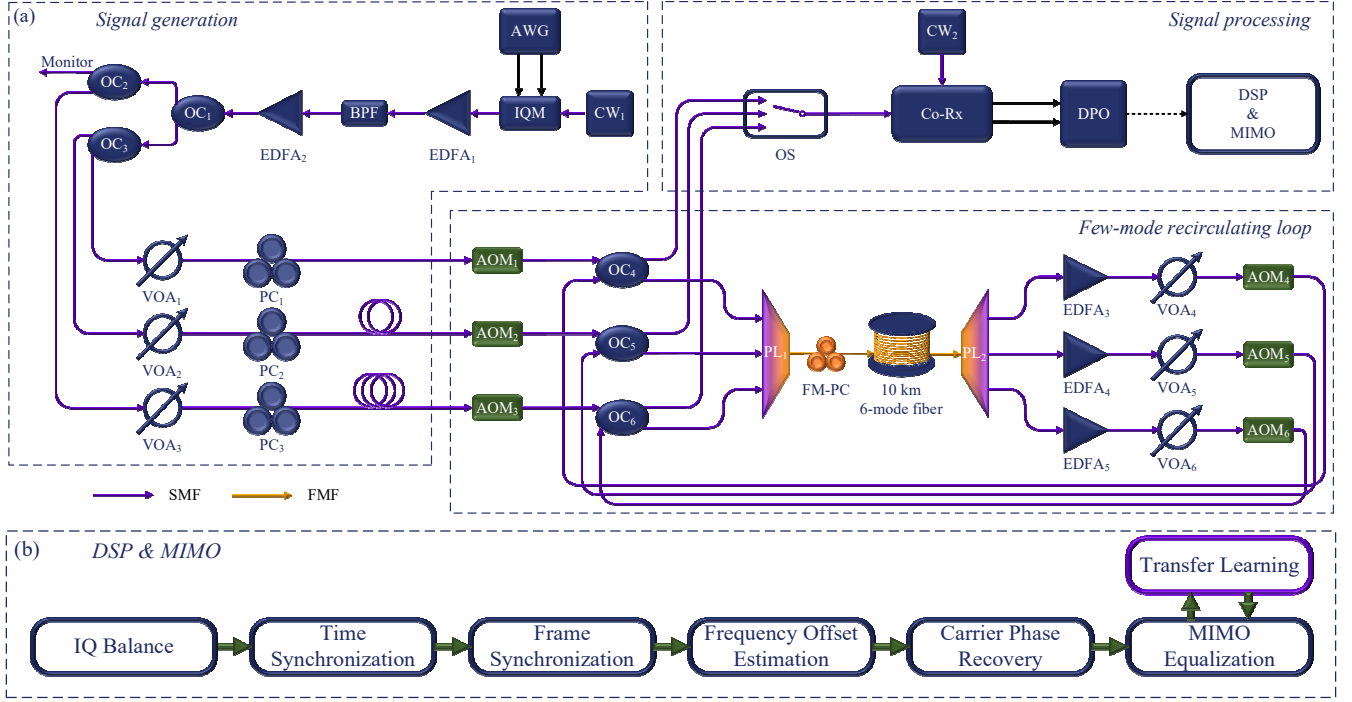 (a)
Signal generation
Signal processing
AWG
CW₂
Monitor
OC₂
OC₁
BPF
IQM
CW₁
EDFA₂
EDFA₁
OC₃
OS
Co-Rx
DPO
DSP
&
MIMO
Few-mode recirculating loop
VOA₁
PC₁
AOM₁
OC₄
EDFA₃
VOA₄
AOM₄
VOA₂
PC₂
AOM₂
OC₅
PL₁
FM-PC
10 km
6-mode fiber
PL₂
EDFA₄
VOA₅
AOM₅
VOA₃
PC₃
AOM₃
OC₆
EDFA₅
VOA₆
AOM₆
SMF
FMF
(b)
DSP & MIMO
Transfer Learning
IQ Balance
Time
Synchronization
Frame
Synchronization
Frequency Offset
Estimation
Carrier Phase
Recovery
MIMO
Equalization